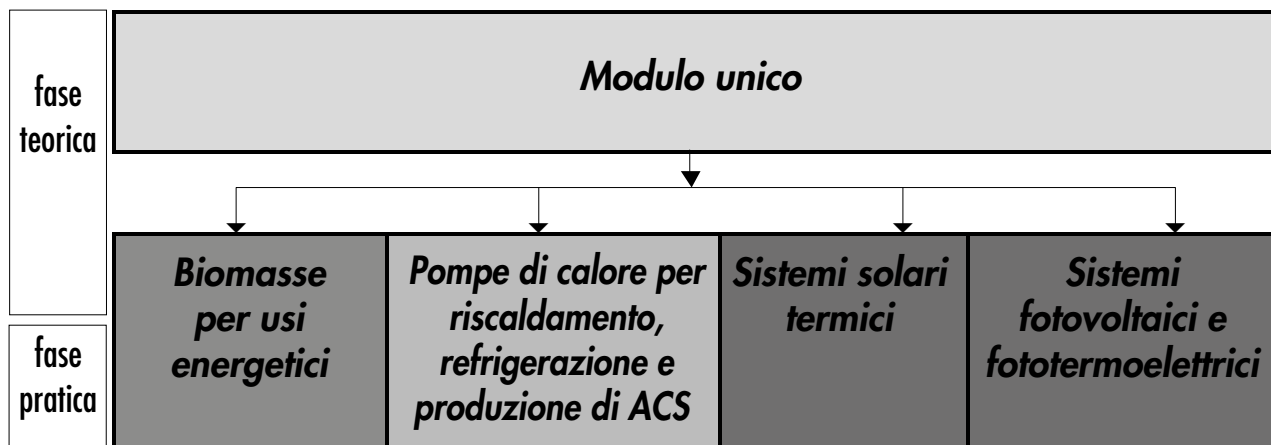 fase
teorica
Modulo unico
Biomasse
per usi
energetici
Pompe di calore per
riscaldamento,
refrigerazione e
produzione di ACS
Sistemi solari
termici
Sistemi
fotovoltaici e
fototermoelettrici
fase
pratica